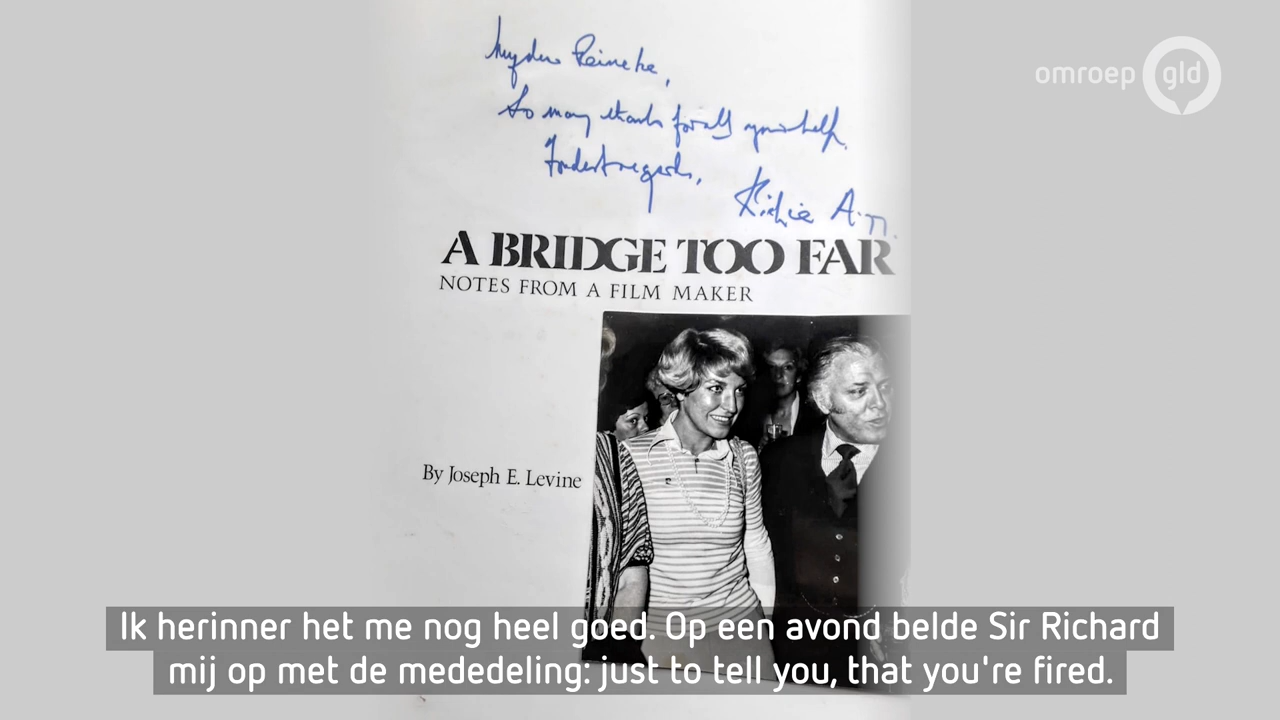 omroep gld
My dear Reineke,
So many thanks for all your help.
Fondest regards,
Richie A.
A BRIDGE TOO FAR
NOTES FROM A FILM MAKER
By Joseph E. Levine
Ik herinner het me nog heel goed. Op een avond belde Sir Richard
mij op met de mededeling: just to tell you, that you're fired.